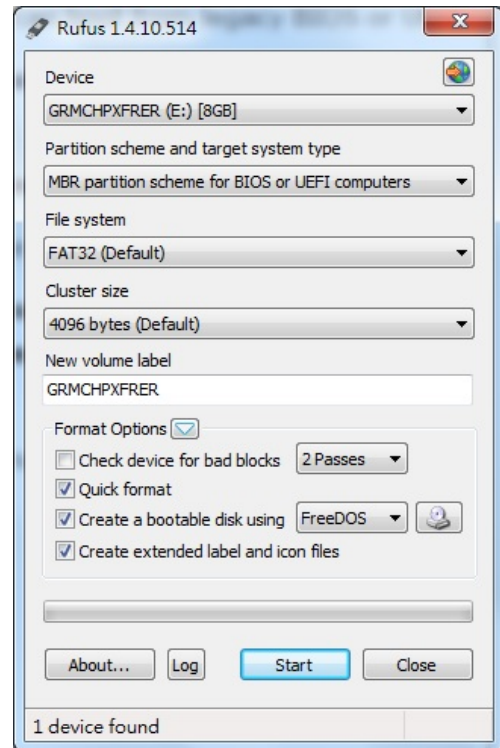 Rufus 1.4.10.514
Device
GRMCHPXFRER (E:) [8GB]
Partition scheme and target system type
MBR partition scheme for BIOS or UEFI computers
File system
FAT32 (Default)
Cluster size
4096 bytes (Default)
New volume label
GRMCHPXFRER
Format Options
Check device for bad blocks 2 Passes
Quick format
Create a bootable disk using FreeDOS
Create extended label and icon files
About... Log Start Close
1 device found